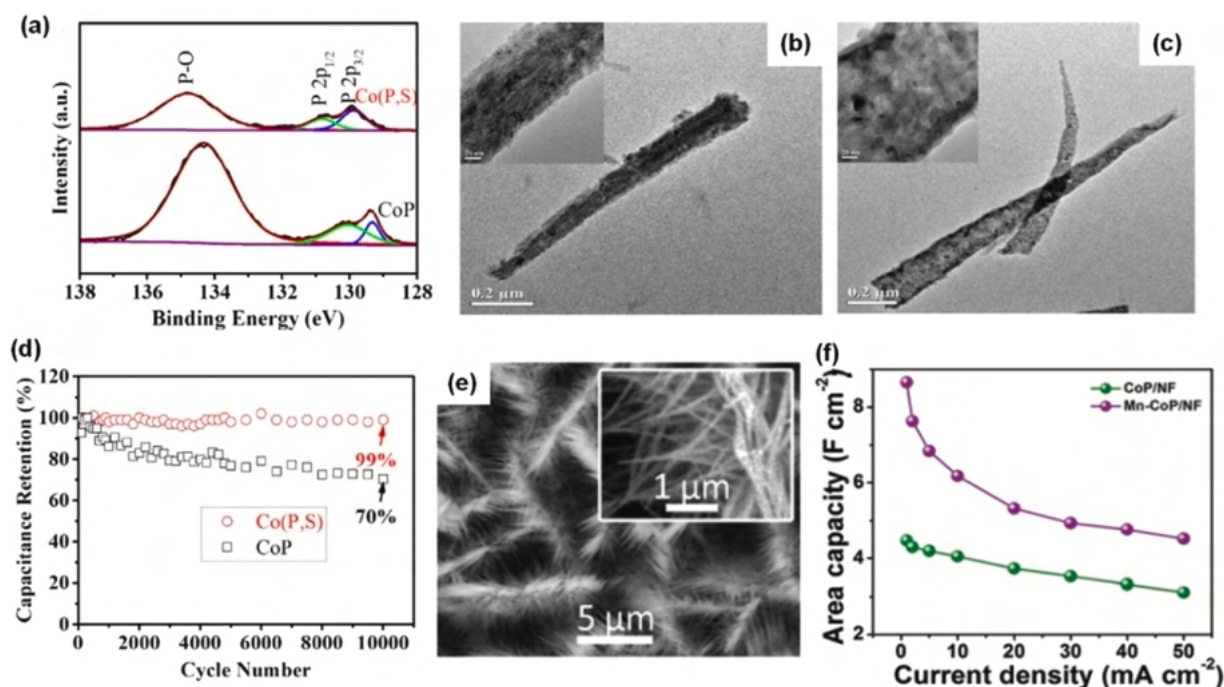 (a)
P-O
P 2p1/2
P 2p3/2
Co(P,S)
CoP
Intensity (a.u.)
138 136 134 132 130 128
Binding Energy (eV)
(b)
0.2 μm
(c)
0.2 μm
(d)
120
100
80
60
40
20
0
99%
70%
Co(P,S)
CoP
Capacitance Retention (%)
0 2000 4000 6000 8000 10000
Cycle Number
(e)
1 μm
5 μm
(f)
CoP/NF
Mn-CoP/NF
Area capacity (F cm-2)
8
6
4
2
0 10 20 30 40 50
Current density (mA cm-2)